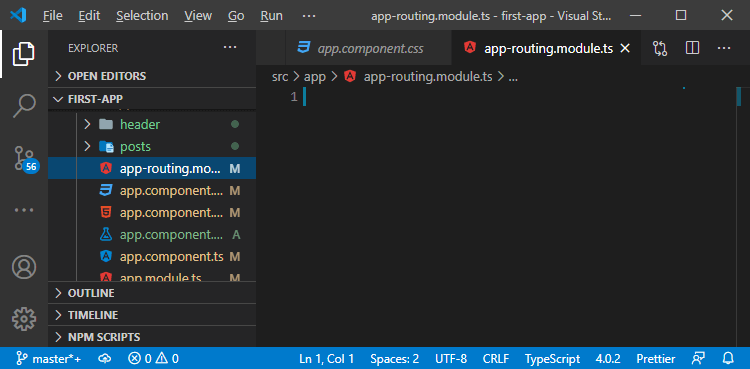 File Edit Selection View Go Run ··· app-routing.module.ts - first-app - Visual St...
EXPLORER ···
app.component.css app-routing.module.ts ···
OPEN EDITORS
src > app > app-routing.module.ts > ...
FIRST-APP
1
header
posts
app-routing.mo... M
56
app.component.... M
app.component.... M
app.component.... A
app.component.ts M
app.module.ts M
OUTLINE
TIMELINE
NPM SCRIPTS
master*+ 0 0 Ln 1, Col 1 Spaces: 2 UTF-8 CRLF TypeScript 4.0.2 Prettier